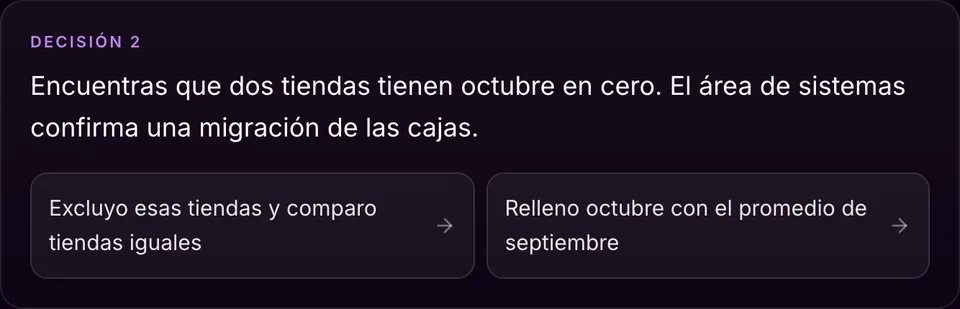 DECISIÓN 2
Encuentras que dos tiendas tienen octubre en cero. El área de sistemas
confirma una migración de las cajas.
Excluyo esas tiendas y comparo
tiendas iguales
Relleno octubre con el promedio de
septiembre